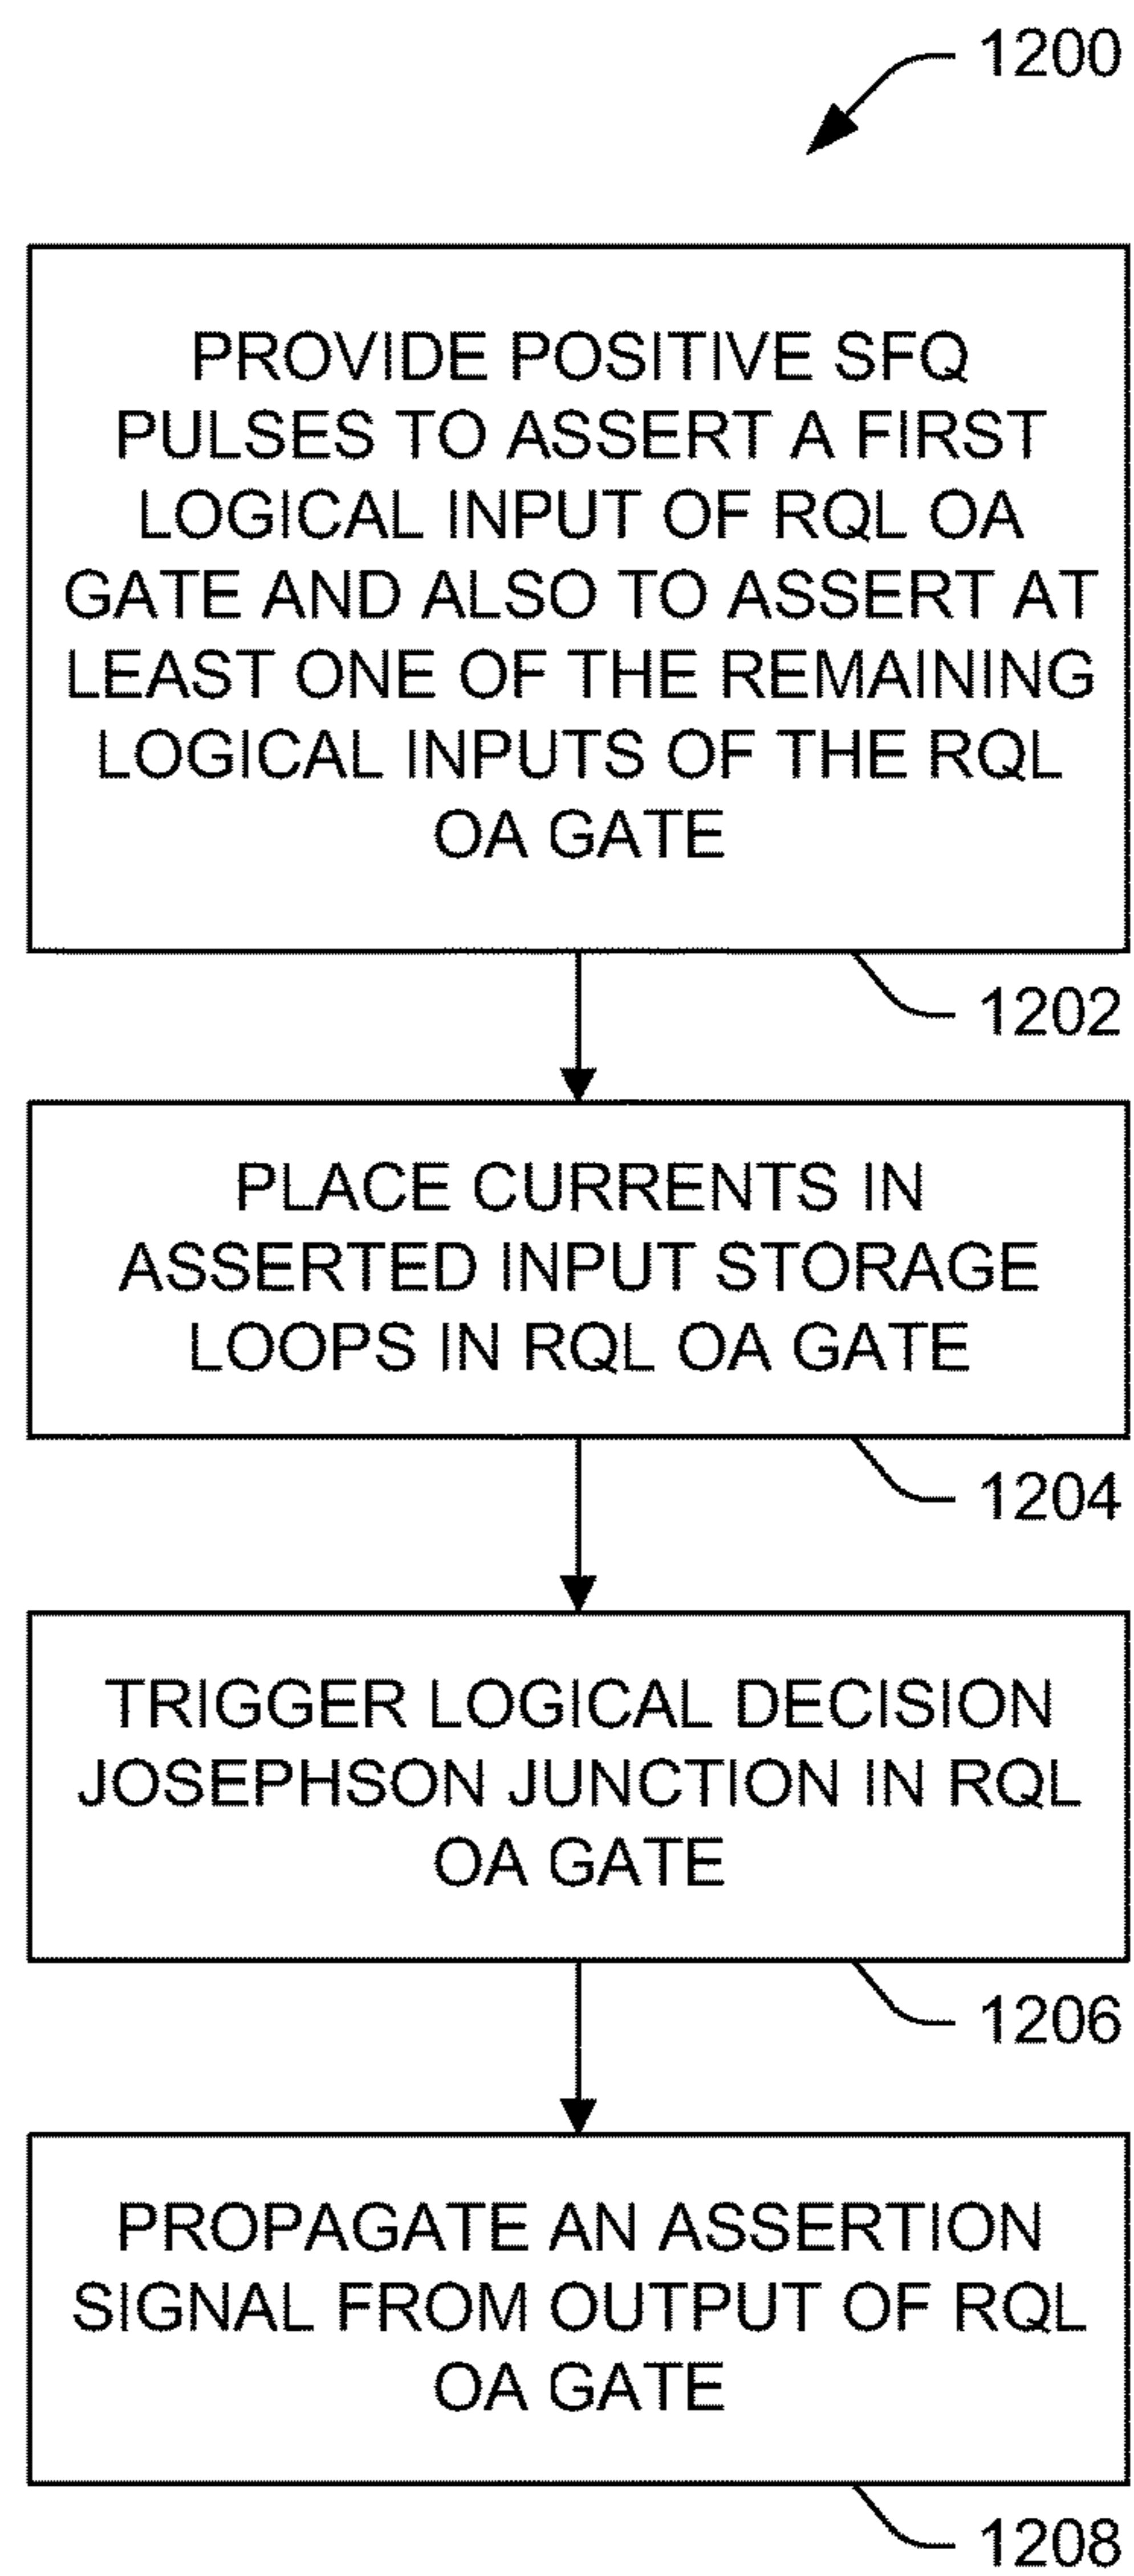 1200
PROVIDE POSITIVE SFQ
PULSES TO ASSERT A FIRST
LOGICAL INPUT OF RQL OA
GATE AND ALSO TO ASSERT AT
LEAST ONE OF THE REMAINING
LOGICAL INPUTS OF THE RQL
OA GATE
1202
PLACE CURRENTS IN
ASSERTED INPUT STORAGE
LOOPS IN RQL OA GATE
1204
TRIGGER LOGICAL DECISION
JOSEPHSON JUNCTION IN RQL
OA GATE
1206
PROPAGATE AN ASSERTION
SIGNAL FROM OUTPUT OF RQL
OA GATE
1208